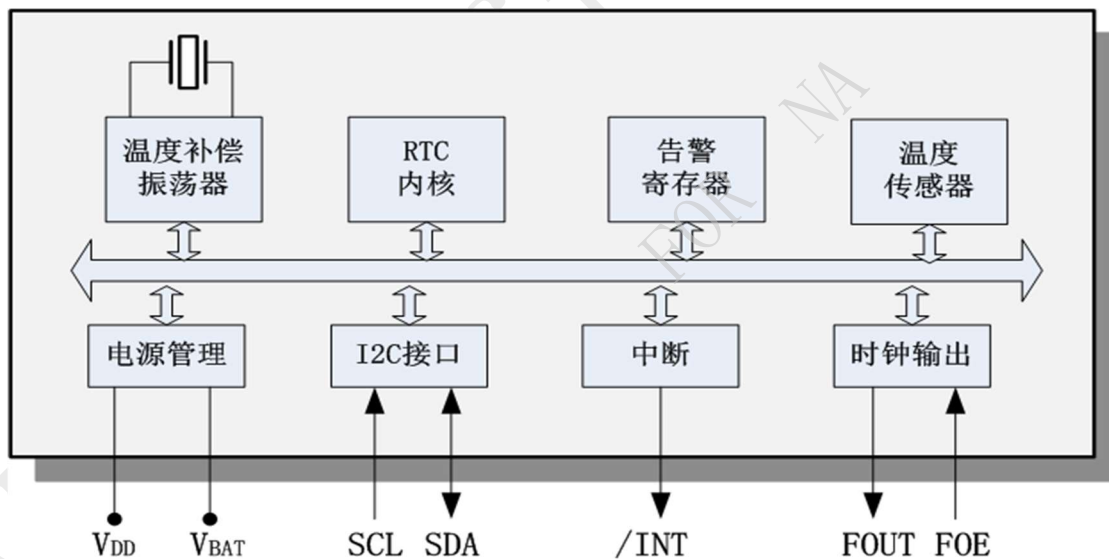 温度补偿
振荡器
RTC
内核
告警
寄存器
温度
传感器
电源管理
I2C接口
中断
时钟输出
VDD
VBAT
SCL
SDA
/INT
FOUT
FOE
FOR NA